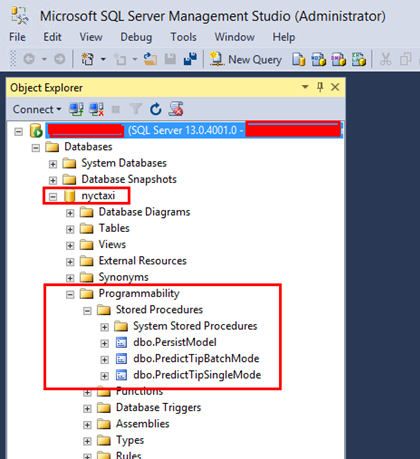 Microsoft SQL Server Management Studio (Administrator)
File Edit View Debug Tools Window Help
New Query
Object Explorer
Connect
(SQL Server 13.0.4001.0 -
Databases
System Databases
Database Snapshots
nyctaxi
Database Diagrams
Tables
Views
External Resources
Synonyms
Programmability
Stored Procedures
System Stored Procedures
dbo.PersistModel
dbo.PredictTipBatchMode
dbo.PredictTipSingleMode
Functions
Database Triggers
Assemblies
Types
Rules